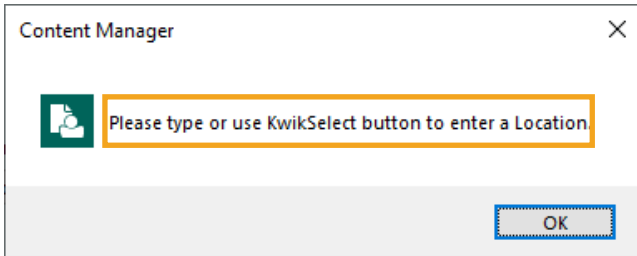 Content Manager
Please type or use KwikSelect button to enter a Location.
OK